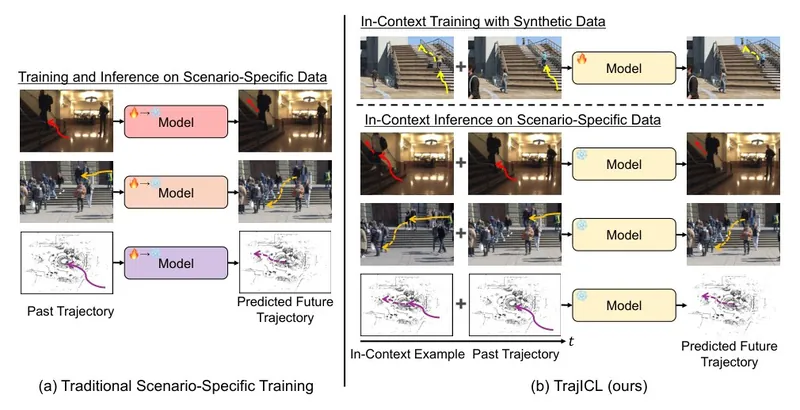 Training and Inference on Scenario-Specific Data
Model
Model
Model
Past Trajectory
Predicted Future
Trajectory
(a) Traditional Scenario-Specific Training
In-Context Training with Synthetic Data
+
Model
In-Context Inference on Scenario-Specific Data
+
Model
+
Model
+
Model
t
In-Context Example
Past Trajectory
Predicted Future
Trajectory
(b) TrajICL (ours)